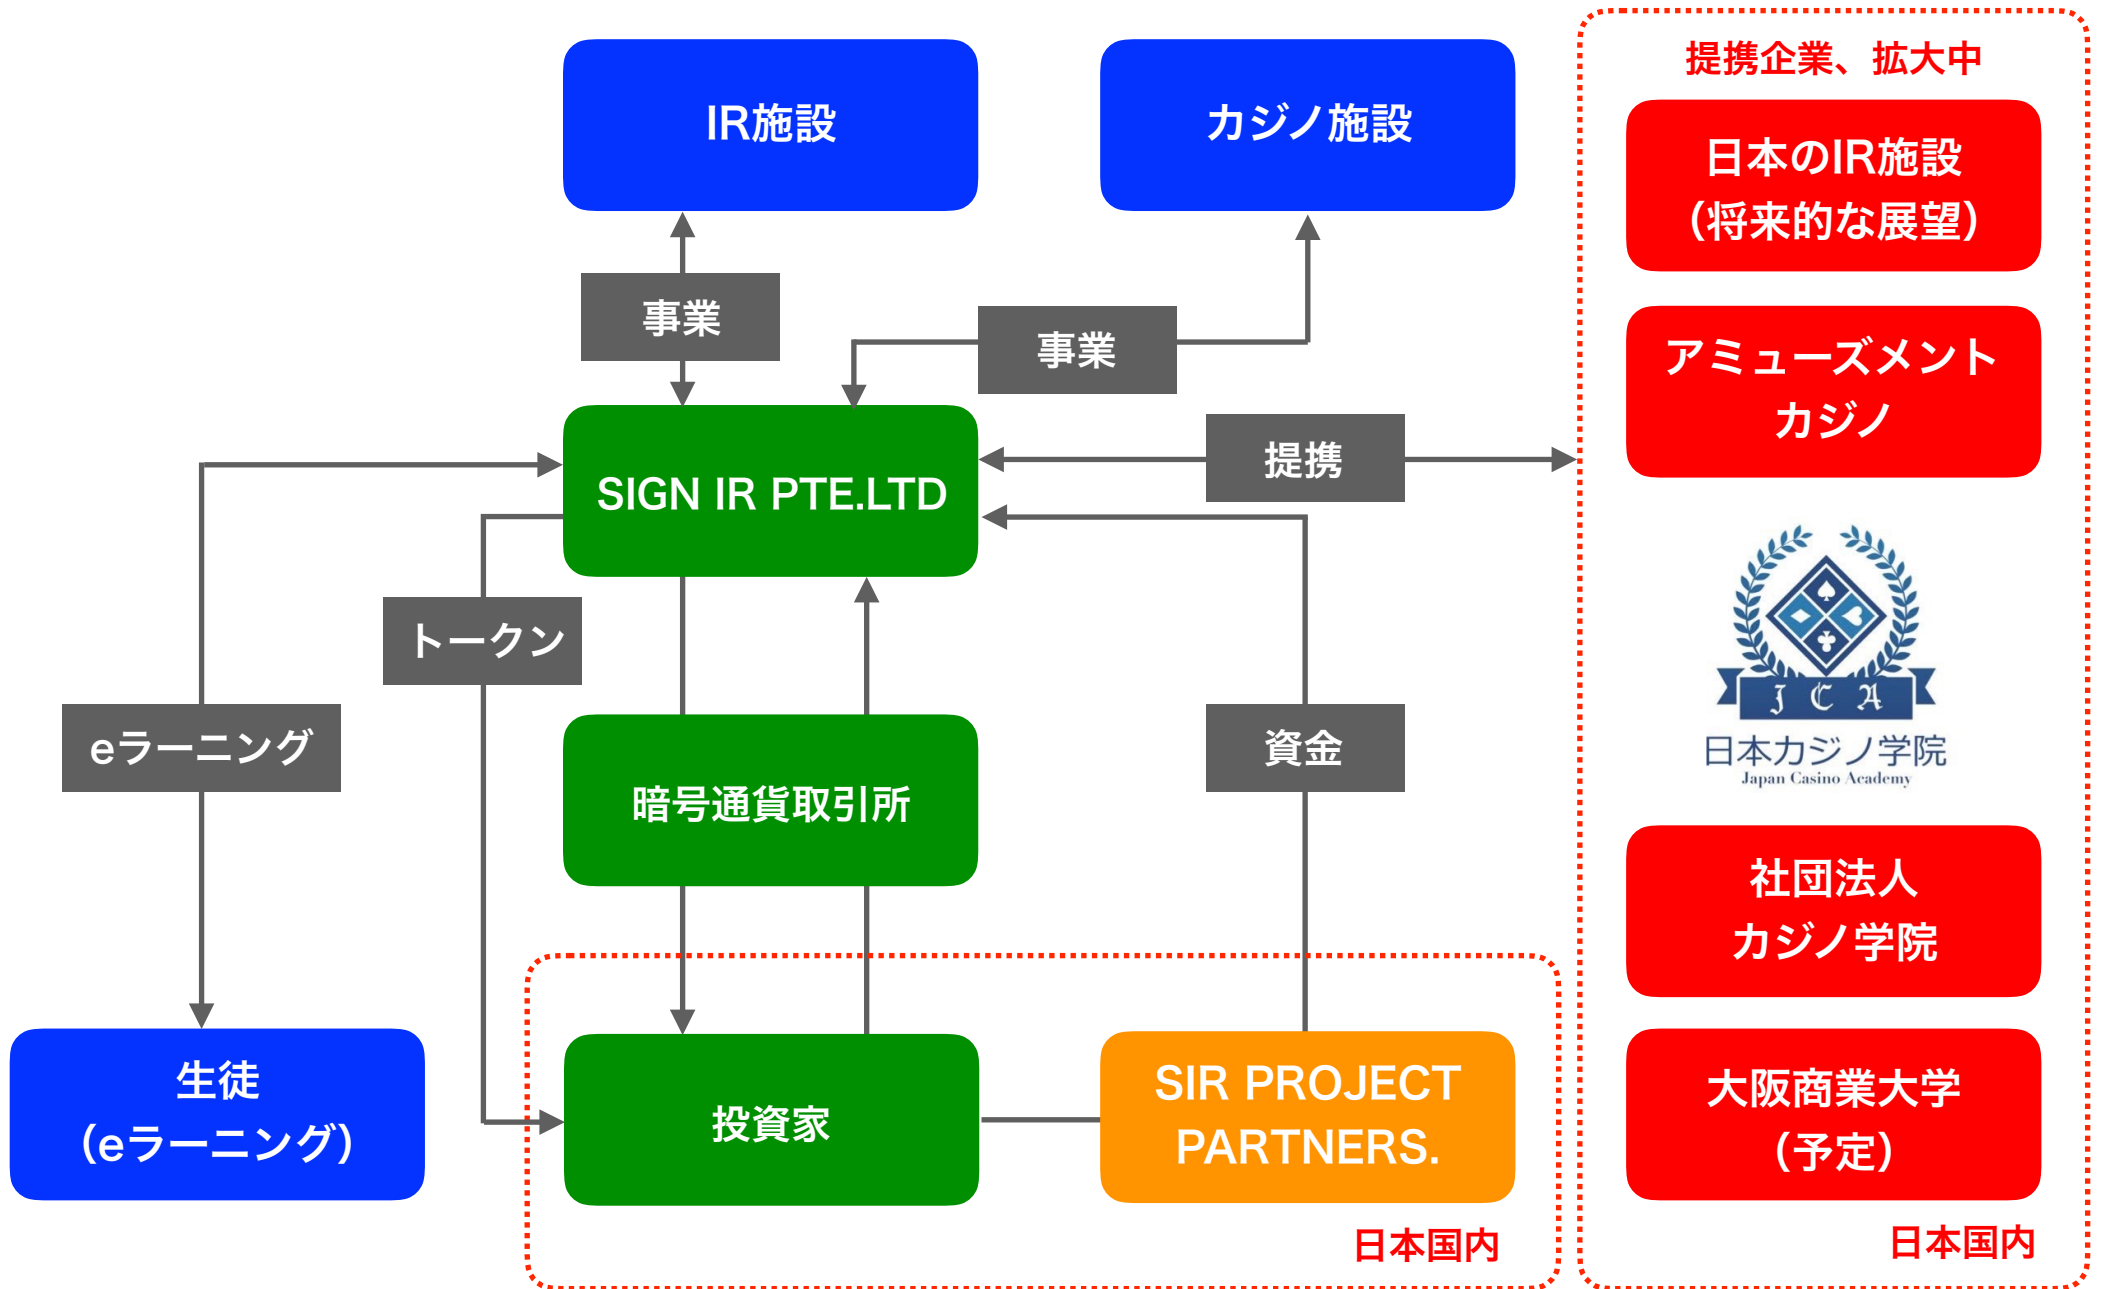 提携企業、拡大中
IR施設
カジノ施設
日本のIR施設
（将来的な展望）
事業
事業
アミューズメント
カジノ
提携
SIGN IR PTE.LTD
トークン
eラーニング
資金
JCA
日本カジノ学院
Japan Casino Academy
暗号通貨取引所
社団法人
カジノ学院
生徒
（eラーニング）
投資家
SIR PROJECT
PARTNERS.
大阪商業大学
（予定）
日本国内
日本国内